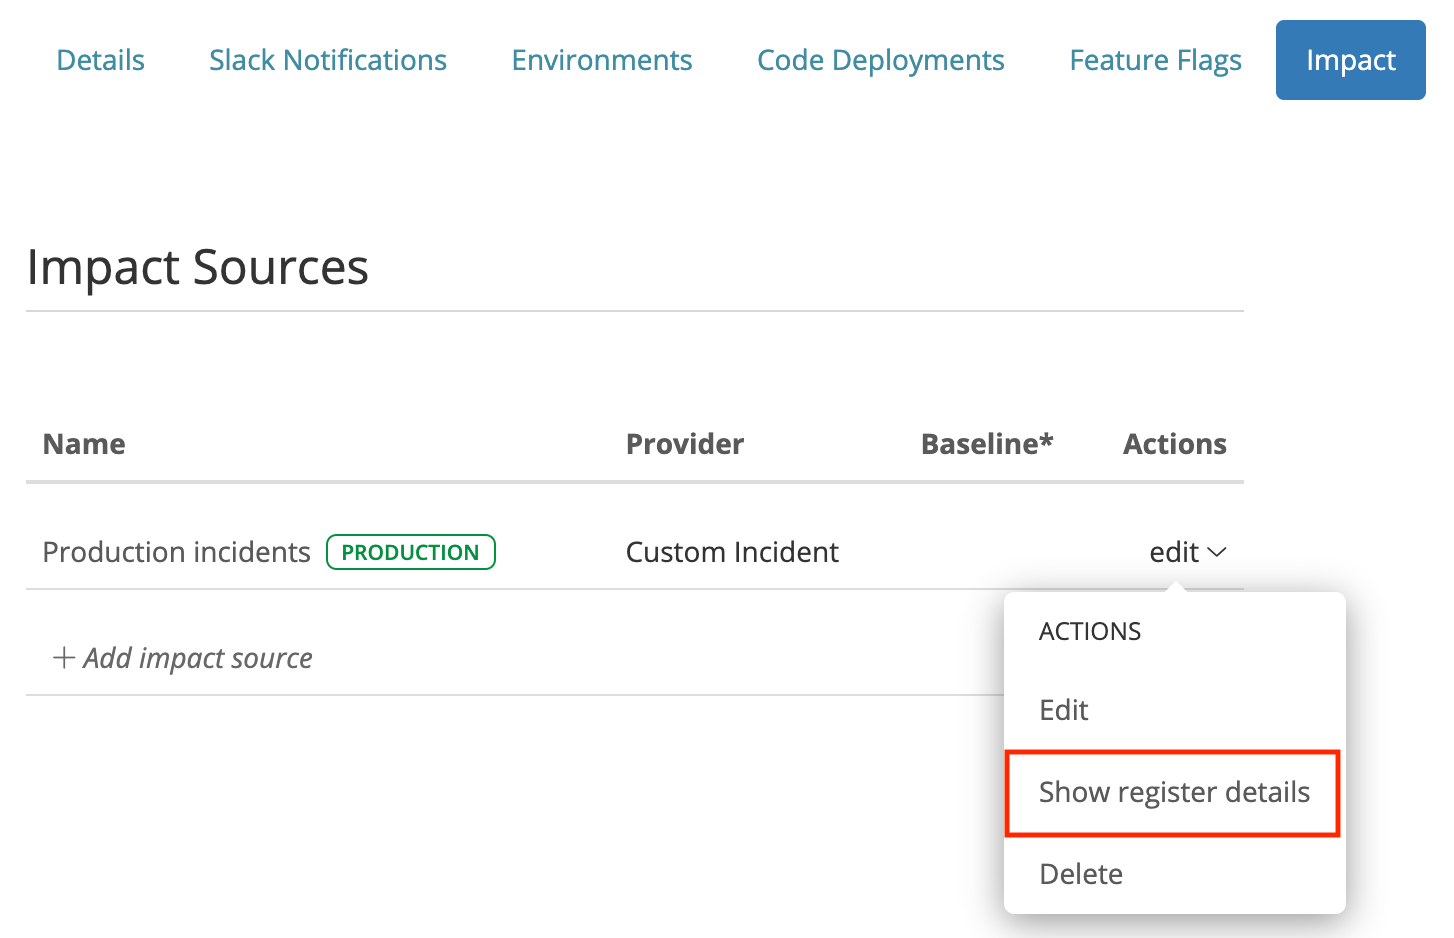 Details Slack Notifications Environments Code Deployments Feature Flags Impact
Impact Sources
Name Provider Baseline* Actions
Production incidents PRODUCTION Custom Incident edit
ACTIONS
Add impact source
Edit
Show register details
Delete